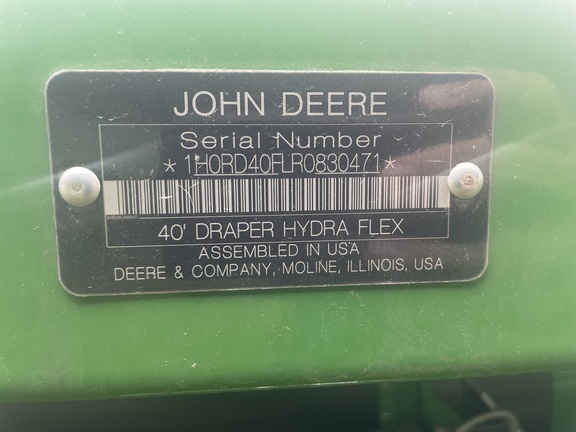 JOHN DEERE
Serial Number
*1H0RD40FLR0830471*
40' DRAPER HYDRA FLEX
ASSEMBLED IN USA
DEERE & COMPANY, MOLINE, ILLINOIS, USA